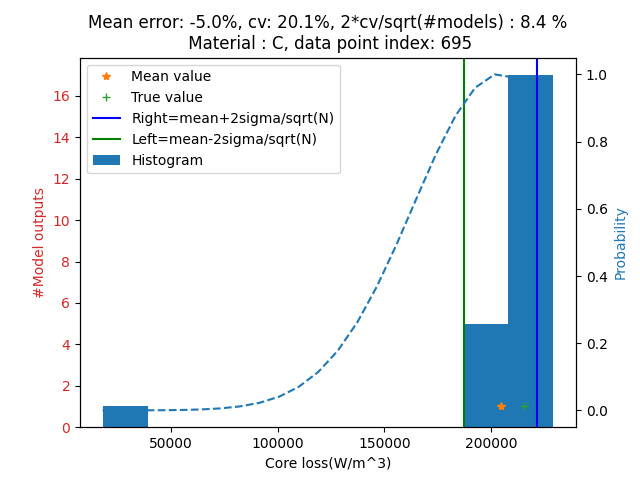 Mean error: -5.0%, cv: 20.1%, 2*cv/sqrt(#models) : 8.4 %
Material : C, data point index: 695
Mean value
True value
Right=mean+2sigma/sqrt(N)
Left=mean-2sigma/sqrt(N)
Histogram
#Model outputs
16
14
12
10
8
6
4
2
0
1.0
0.8
0.6
0.4
0.2
0.0
Probability
50000 100000 150000 200000
Core loss(W/m^3)